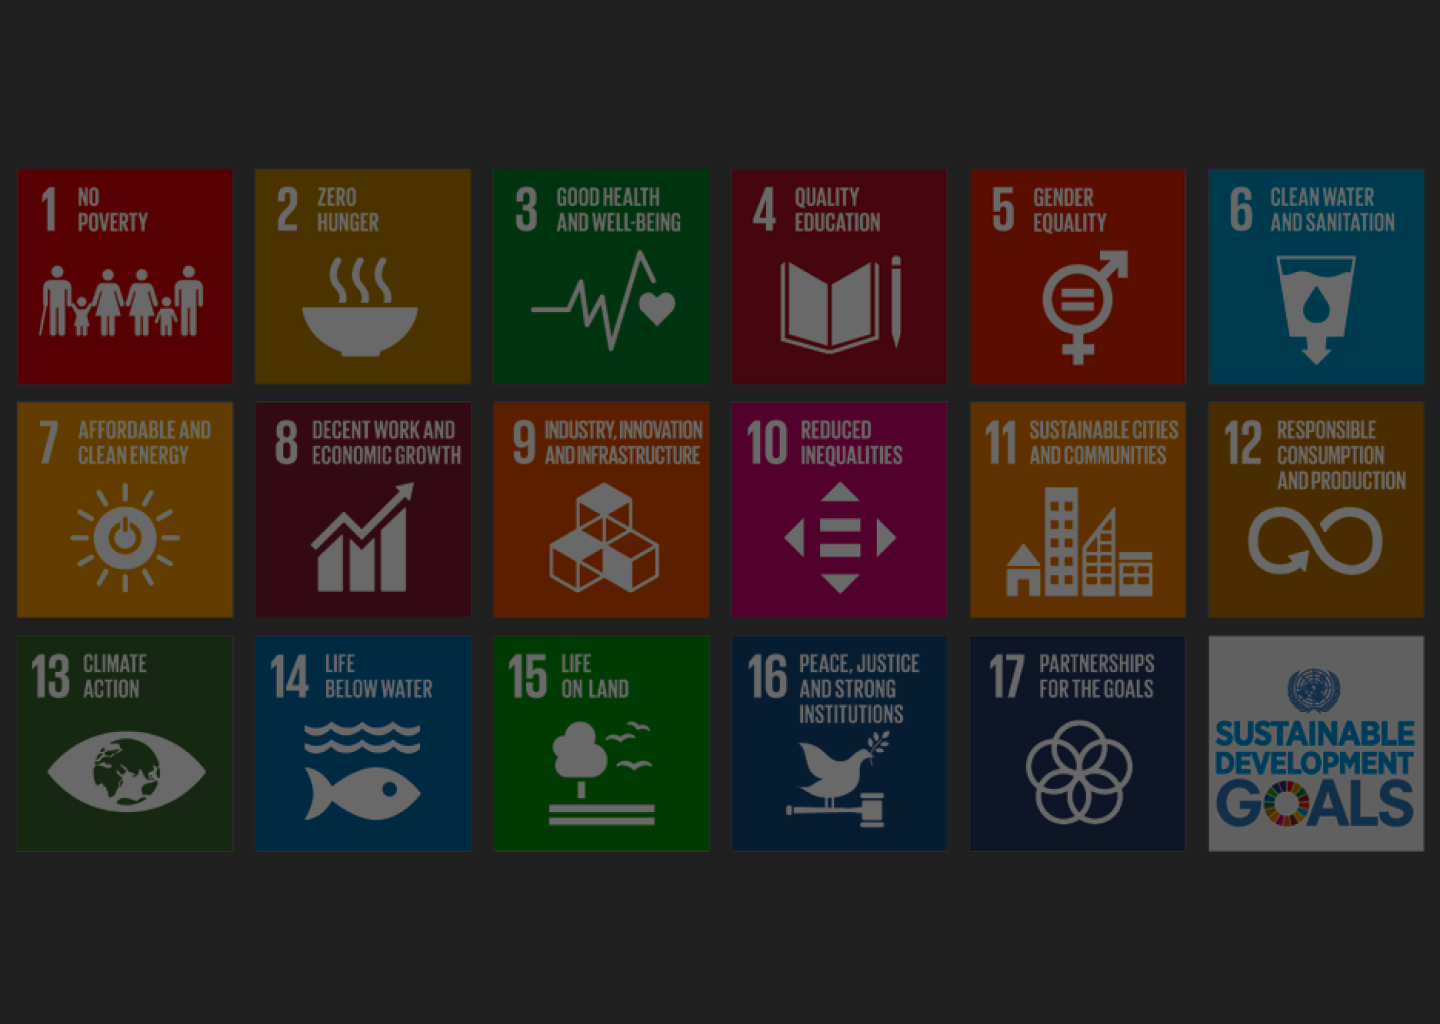 1 NO
POVERTY
2 ZERO
HUNGER
3 GOOD HEALTH
AND WELL-BEING
4 QUALITY
EDUCATION
5 GENDER
EQUALITY
6 CLEAN WATER
AND SANITATION
7 AFFORDABLE AND
CLEAN ENERGY
8 DECENT WORK AND
ECONOMIC GROWTH
9 INDUSTRY, INNOVATION
AND INFRASTRUCTURE
10 REDUCED
INEQUALITIES
11 SUSTAINABLE CITIES
AND COMMUNITIES
12 RESPONSIBLE
CONSUMPTION
AND PRODUCTION
13 CLIMATE
ACTION
14 LIFE
BELOW WATER
15 LIFE
ON LAND
16 PEACE, JUSTICE
AND STRONG
INSTITUTIONS
17 PARTNERSHIPS
FOR THE GOALS
SUSTAINABLE
DEVELOPMENT
GOALS